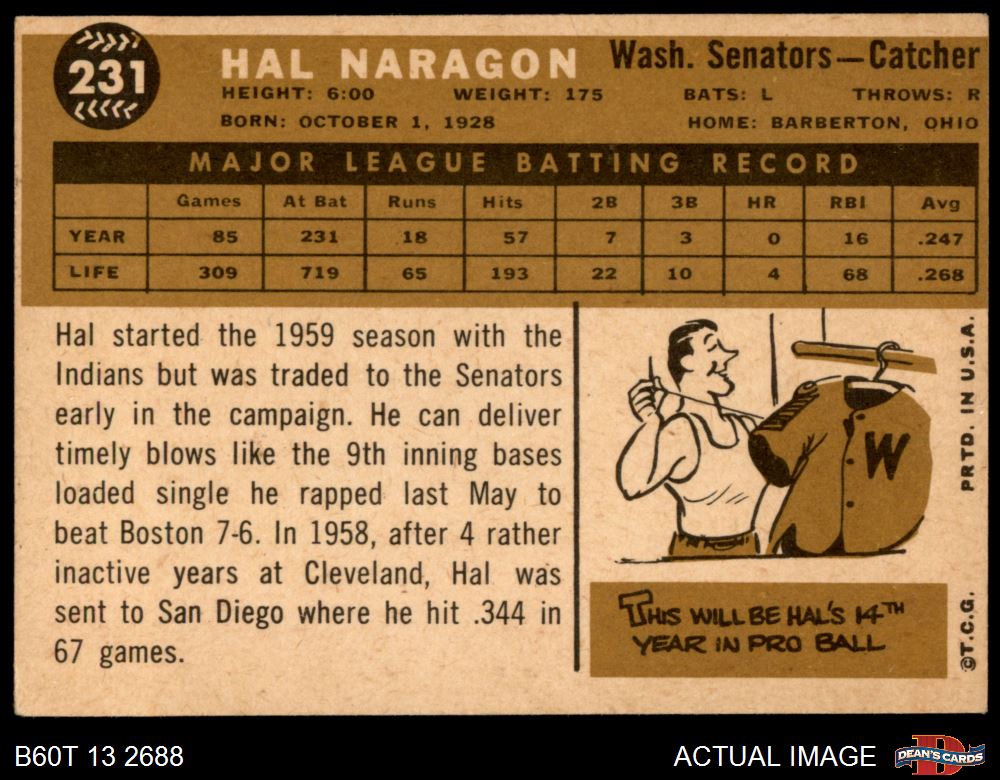 231
HAL NARAGON
Wash. Senators—Catcher
HEIGHT: 6:00 WEIGHT: 175 BATS: L THROWS: R
BORN: OCTOBER 1, 1928 HOME: BARBERTON, OHIO
MAJOR LEAGUE BATTING RECORD
Games At Bat Runs Hits 2B 3B HR RBI Avg
YEAR 85 231 18 57 7 3 0 16 .247
LIFE 309 719 65 193 22 10 4 68 .268
Hal started the 1959 season with the
Indians but was traded to the Senators
early in the campaign. He can deliver
timely blows like the 9th inning bases
loaded single he rapped last May to
beat Boston 7-6. In 1958, after 4 rather
inactive years at Cleveland, Hal was
sent to San Diego where he hit .344 in
67 games.
W
THIS WILL BE HAL'S 14TH
YEAR IN PRO BALL
©T.C.G. PRTD. IN U.S.A.
B60T 13 2688
ACTUAL IMAGE
D
DEAN'S CARDS